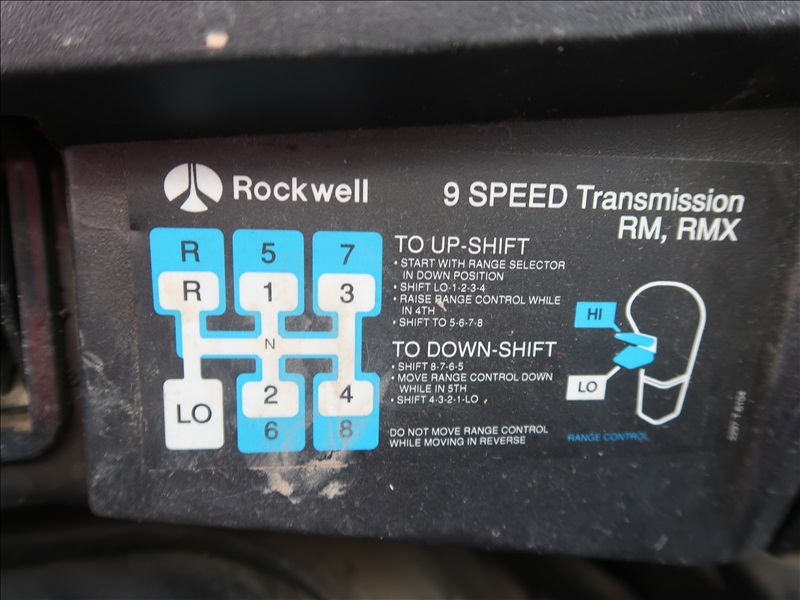 Rockwell
9 SPEED Transmission
RM, RMX
R 5 7
R 1 3
N
LO 2 4
6 8
TO UP-SHIFT
• START WITH RANGE SELECTOR
IN DOWN POSITION
• SHIFT LO-1-2-3-4
• RAISE RANGE CONTROL WHILE
IN 4TH
• SHIFT TO 5-6-7-8
TO DOWN-SHIFT
• SHIFT 8-7-6-5
• MOVE RANGE CONTROL DOWN
WHILE IN 5TH
• SHIFT 4-3-2-1-LO
DO NOT MOVE RANGE CONTROL
WHILE MOVING IN REVERSE
HI
LO
RANGE CONTROL